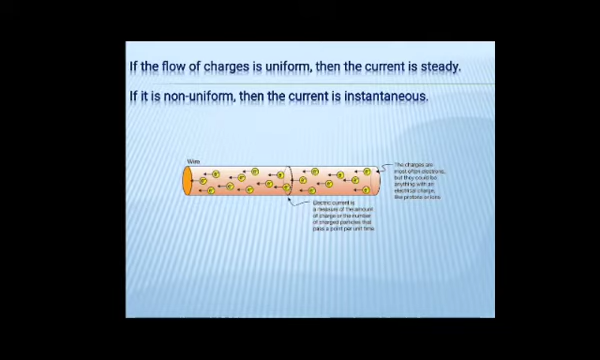 If the flow of charges is uniform, then the current is steady.
If it is non-uniform, then the current is instantaneous.
Wire
The charges are
most often electrons,
but they could be
anything with an
electrical charge,
like protons or ions
Electric current is
a measure of the amount
of charge or the number
of charged particles that
pass a point per unit time